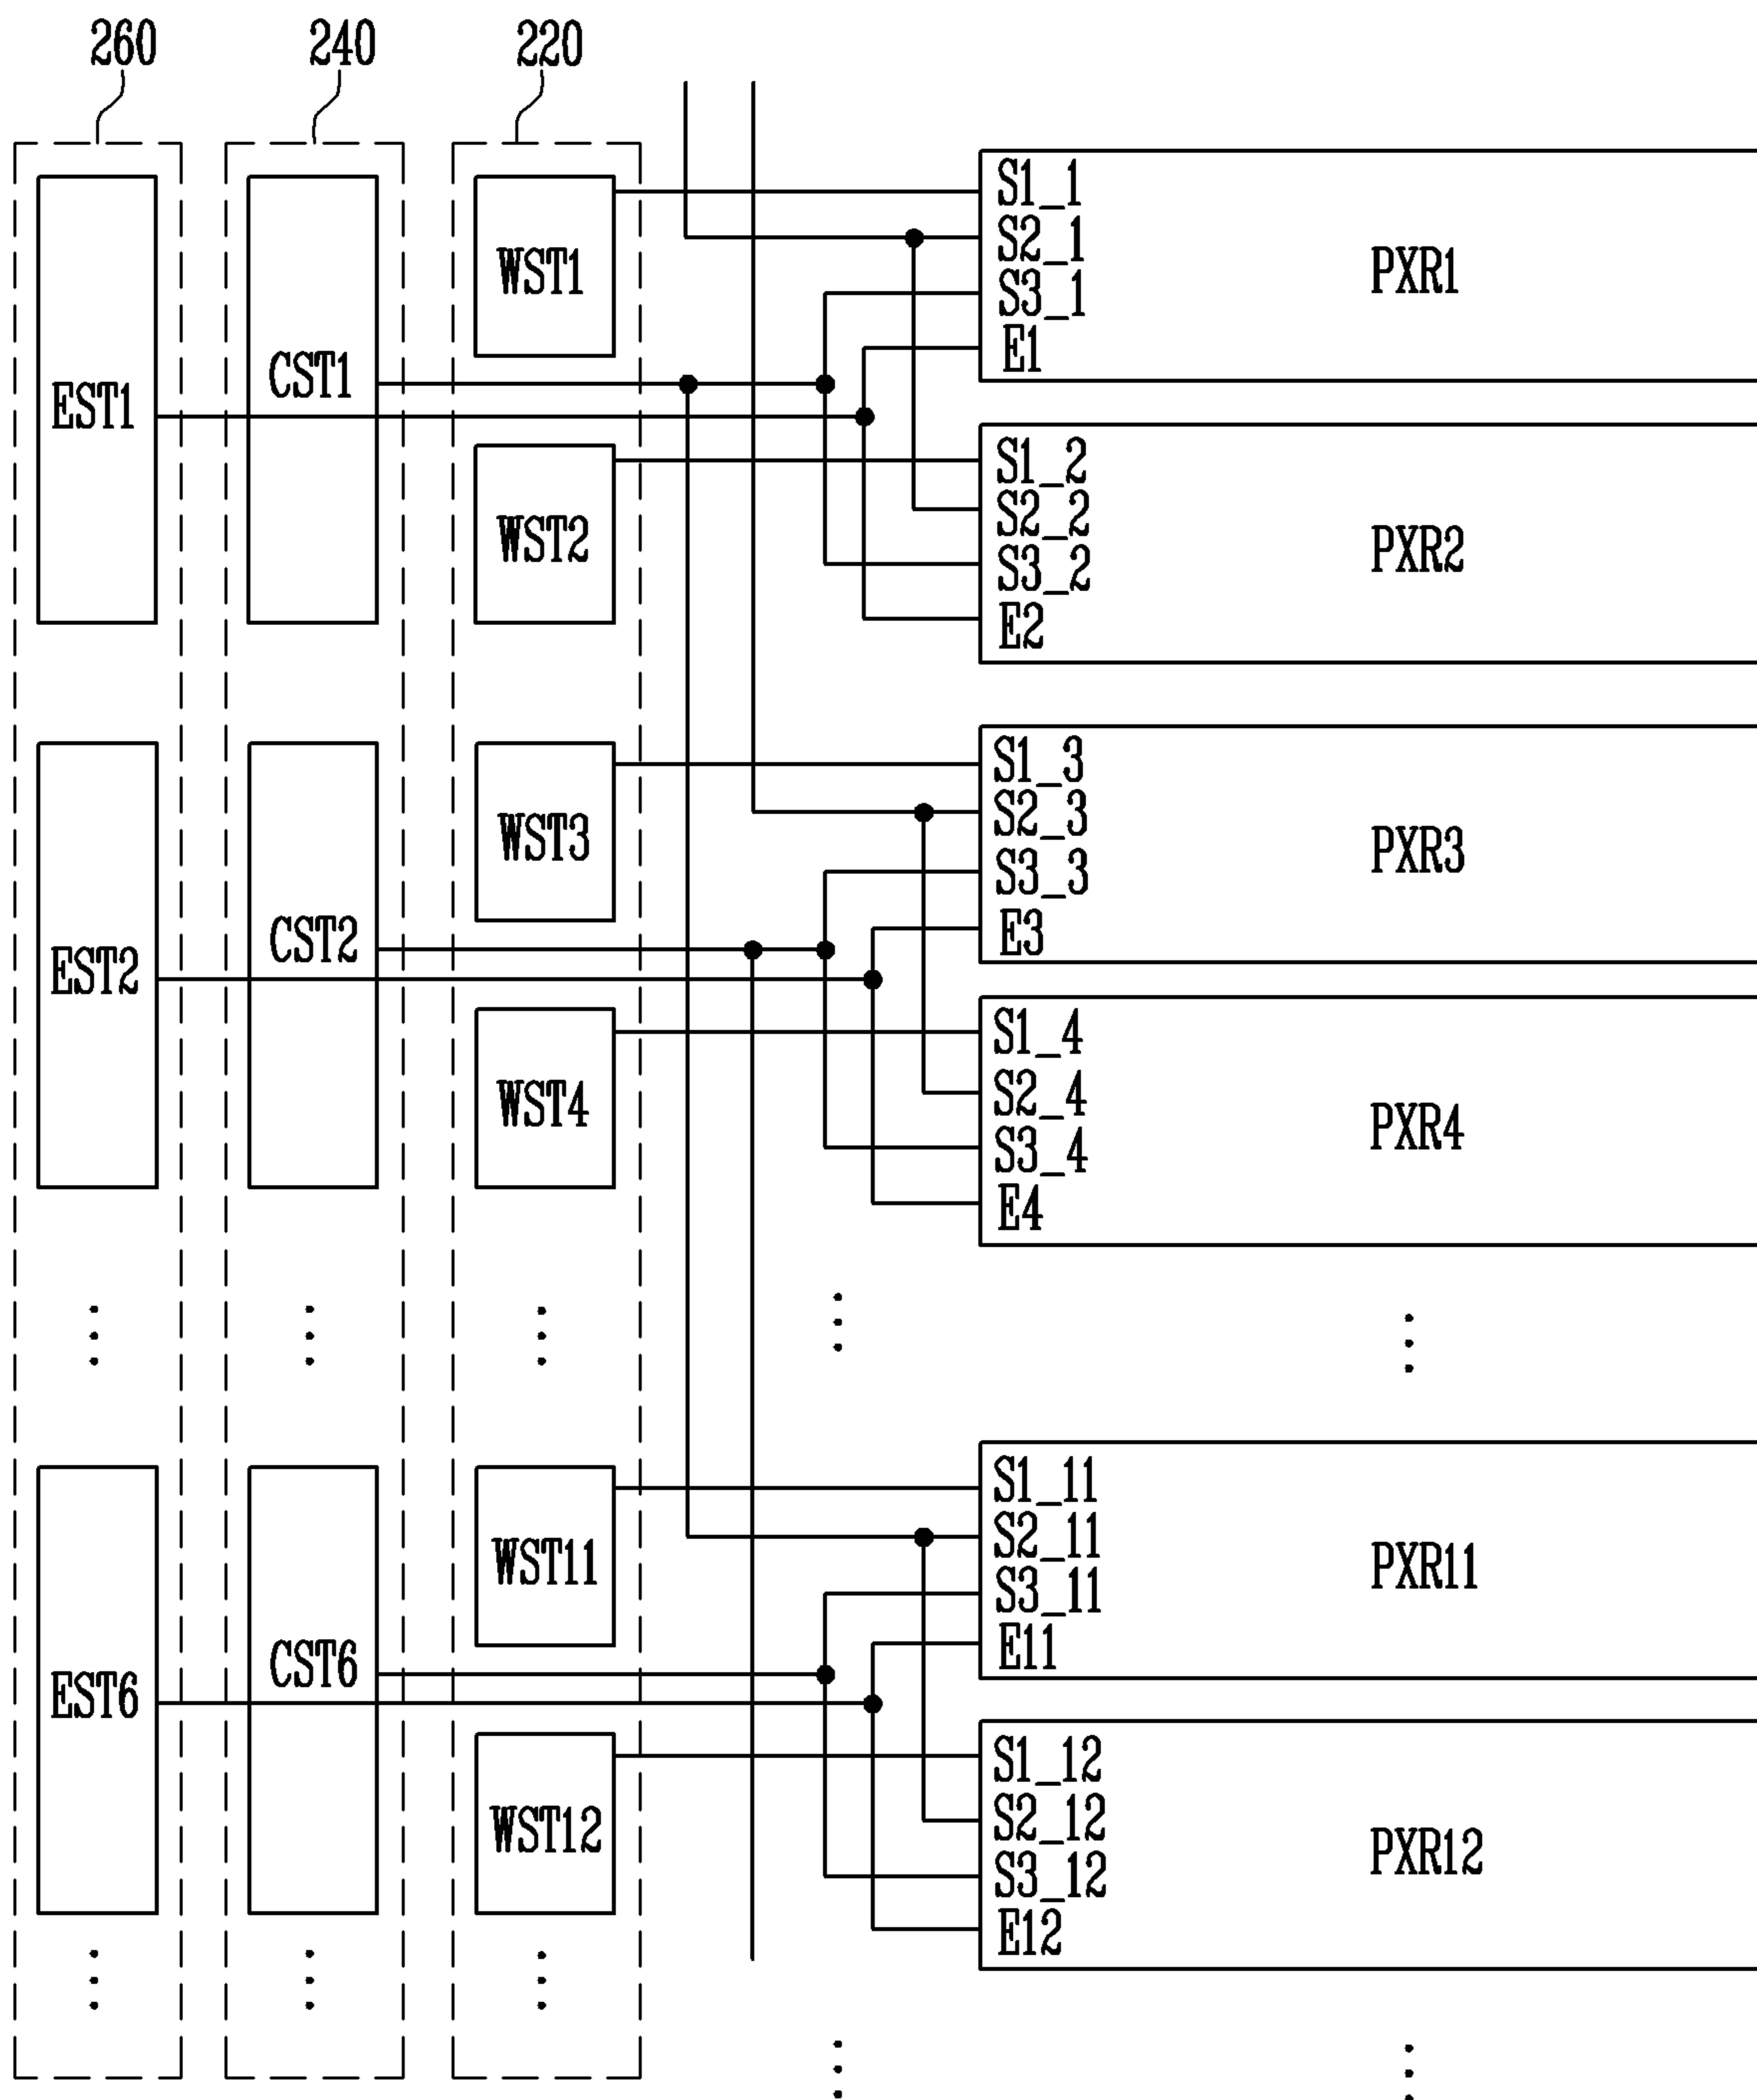 260 240 220
S1_1
S2_1
S3_1
E1
PXR1
WST1
CST1
EST1
S1_2
S2_2
S3_2
E2
PXR2
WST2
S1_3
S2_3
S3_3
E3
PXR3
WST3
CST2
EST2
S1_4
S2_4
S3_4
E4
PXR4
WST4
S1_11
S2_11
S3_11
E11
PXR11
WST11
CST6
EST6
S1_12
S2_12
S3_12
E12
PXR12
WST12